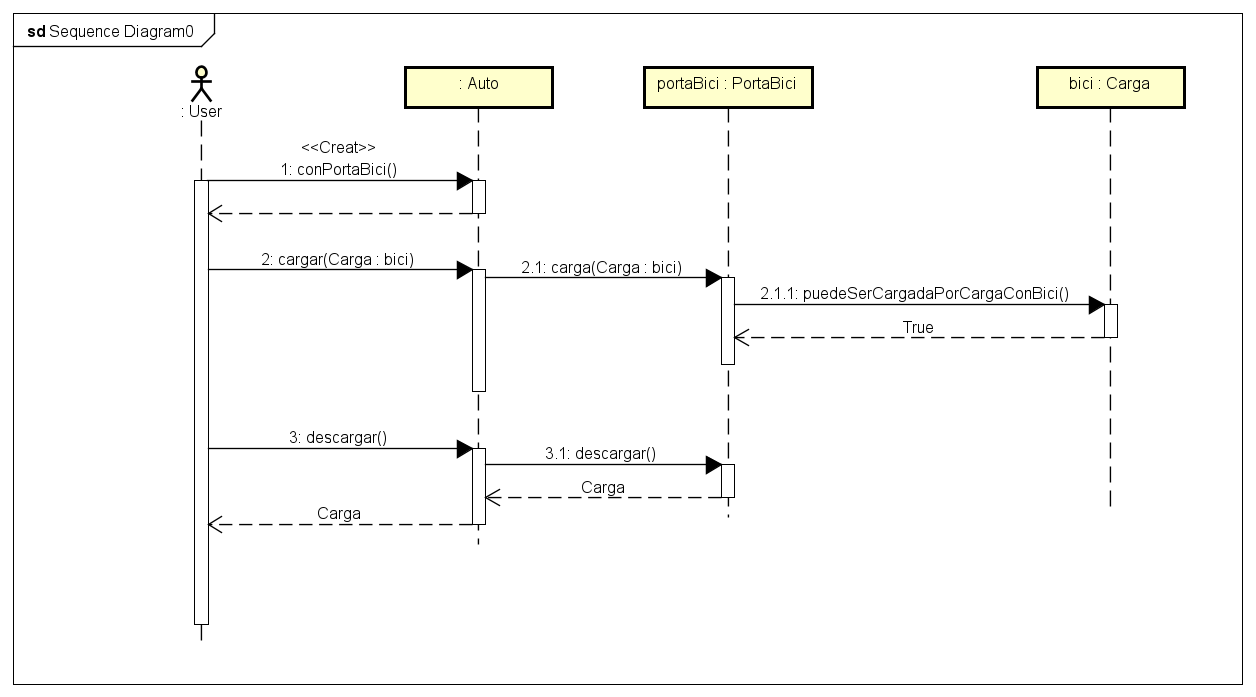 sd Sequence Diagram0
: User
: Auto
portaBici : PortaBici
bici : Carga
<<Creat>>
1: conPortaBici()
2: cargar(Carga : bici)
2.1: carga(Carga : bici)
2.1.1: puedeSerCargadaPorCargaConBici()
True
3: descargar()
3.1: descargar()
Carga
Carga